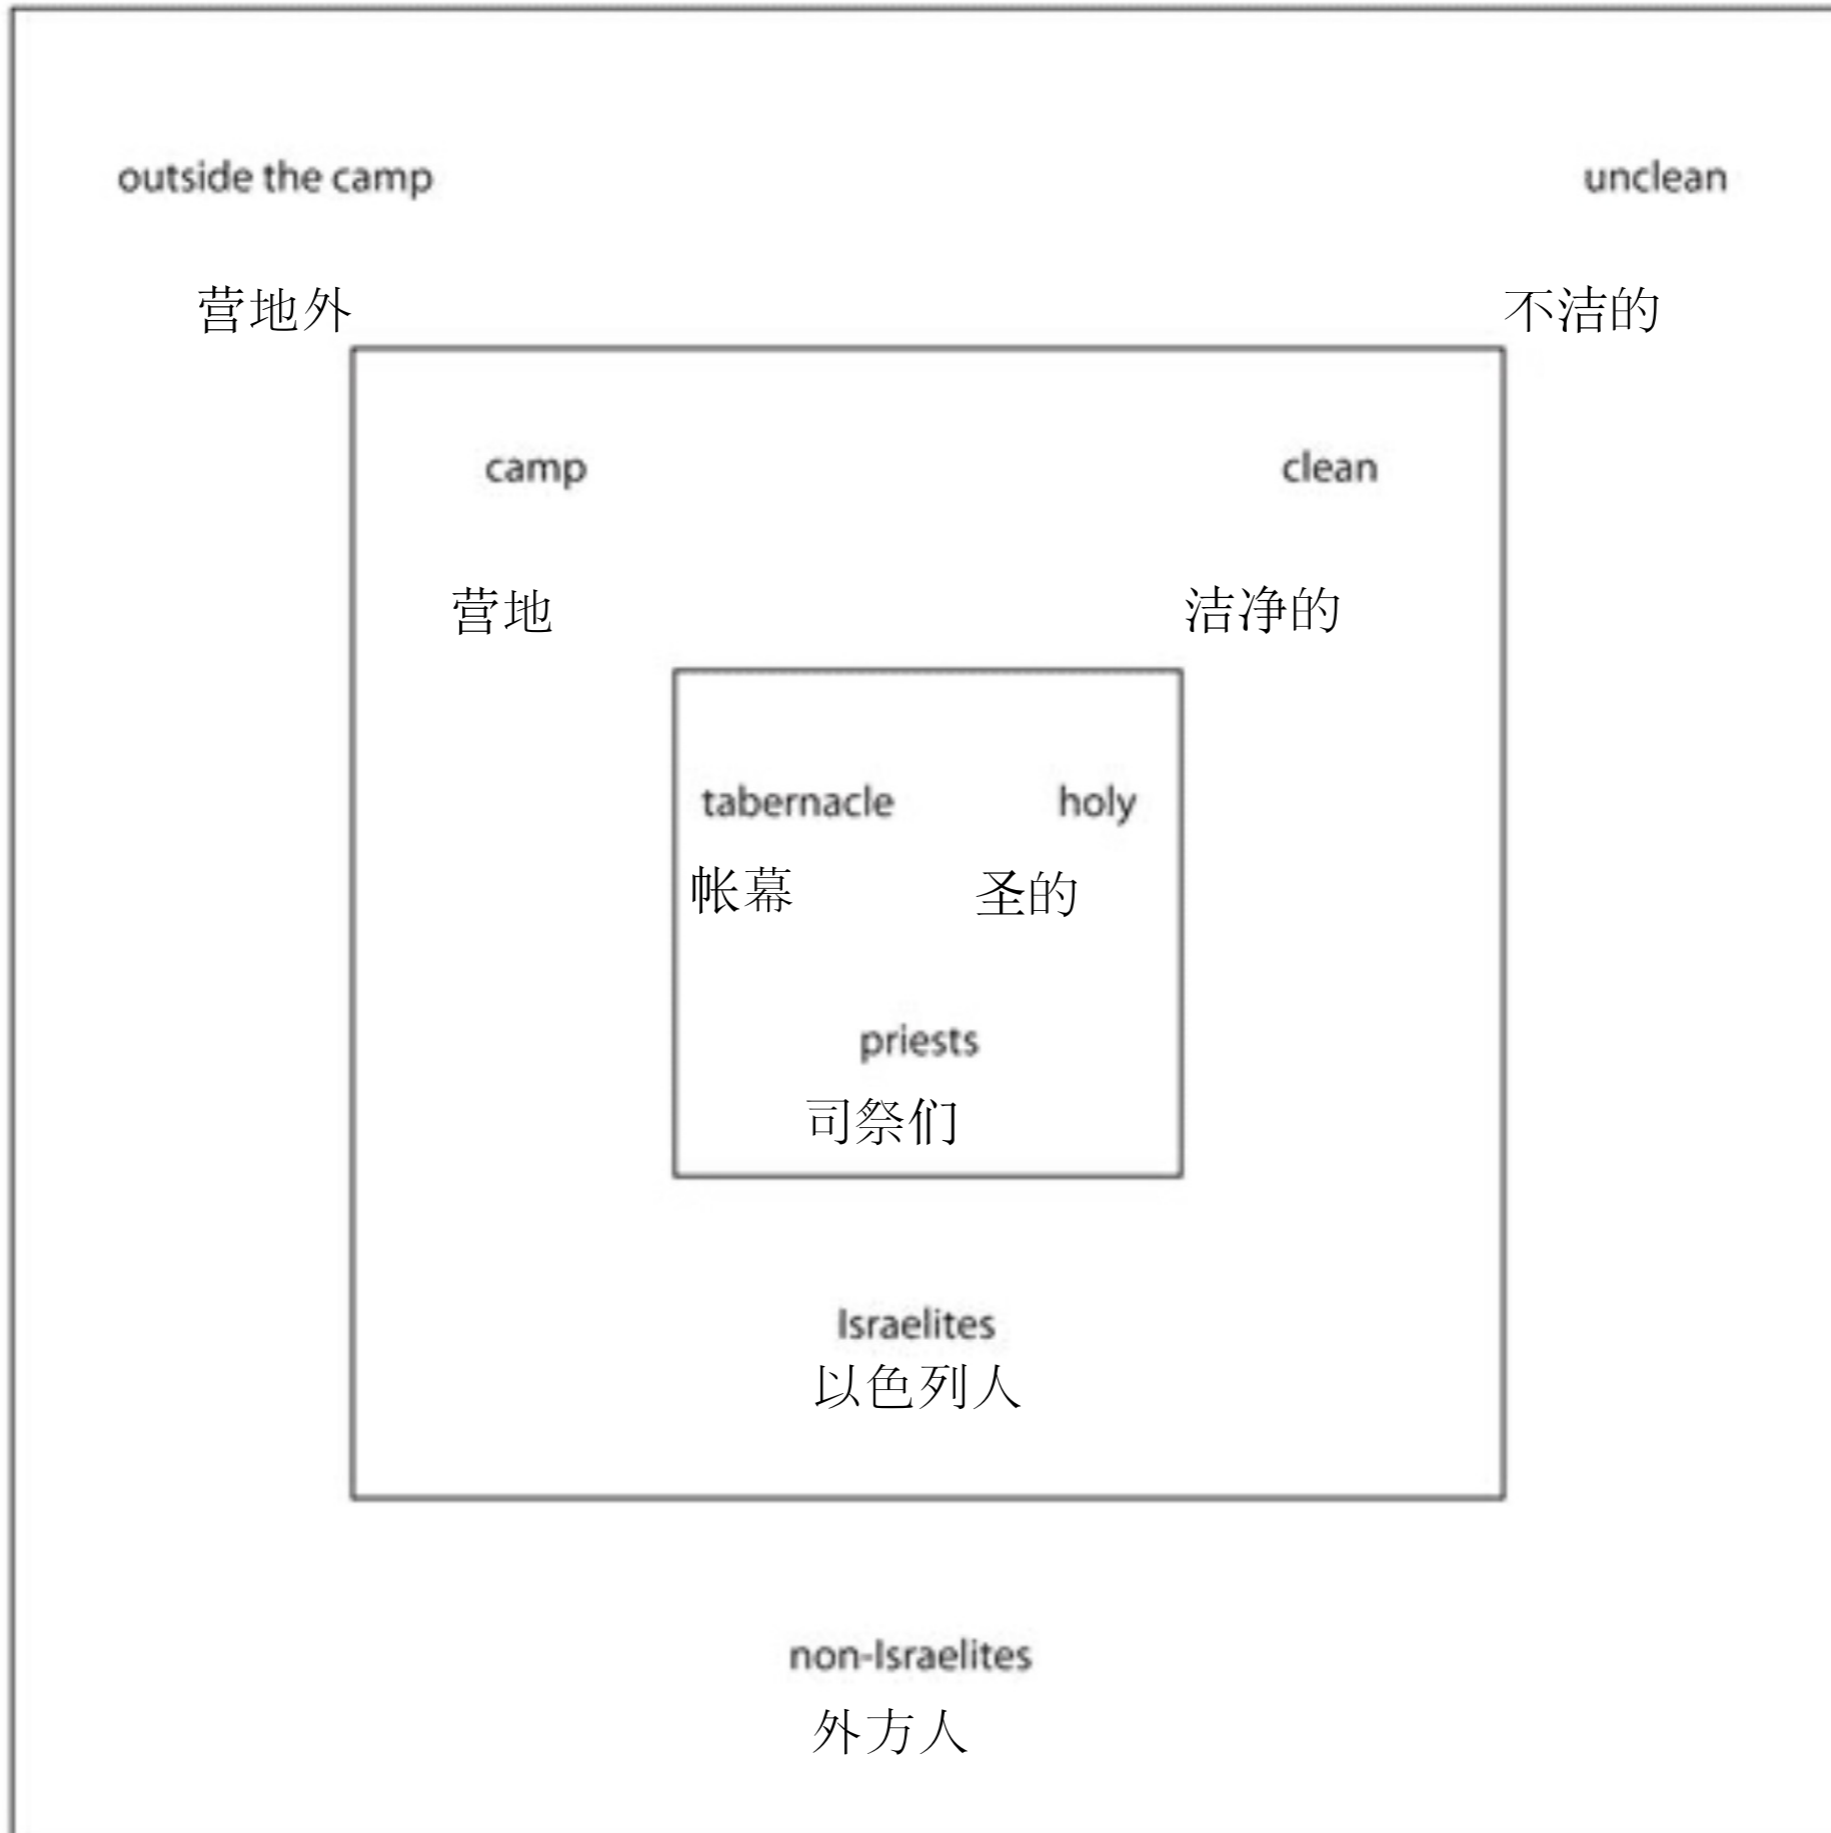 outside the camp
unclean
营地外
不洁的
camp
clean
营地
洁净的
tabernacle
holy
帐幕
圣的
priests
司祭们
Israelites
以色列人
non-Israelites
外方人